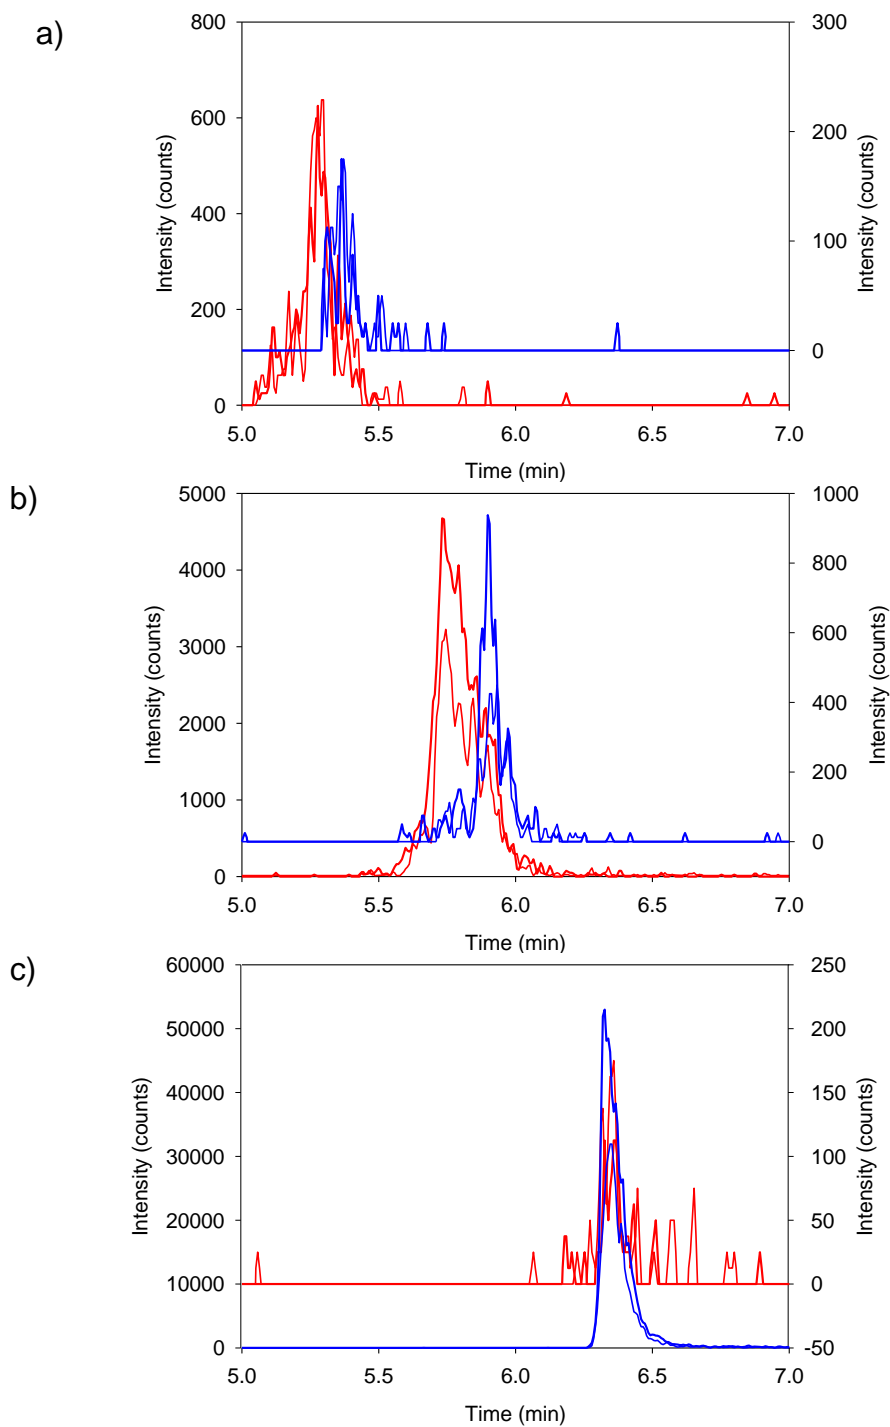 a)
800
600
400
200
0
Intensity (counts)
300
200
100
0
Intensity (counts)
5.0 5.5 6.0 6.5 7.0
Time (min)
b)
5000
4000
3000
2000
1000
0
Intensity (counts)
1000
800
600
400
200
0
Intensity (counts)
5.0 5.5 6.0 6.5 7.0
Time (min)
c)
60000
50000
40000
30000
20000
10000
0
Intensity (counts)
250
200
150
100
50
0
-50
Intensity (counts)
5.0 5.5 6.0 6.5 7.0
Time (min)